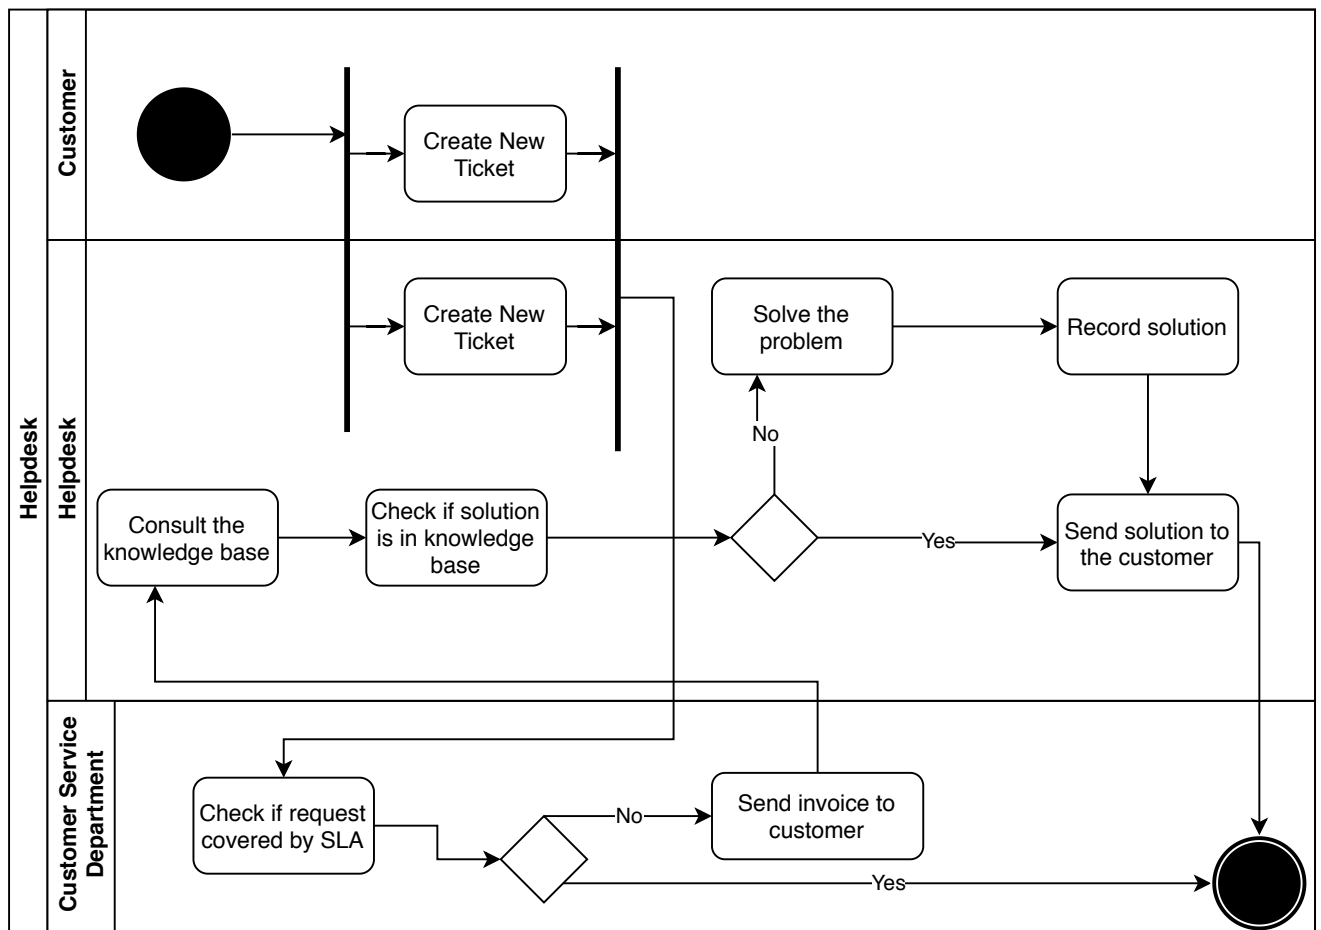 Helpdesk
Customer
Create New
Ticket
Helpdesk
Create New
Ticket
Solve the
problem
Record solution
No
Consult the
knowledge base
Check if solution
is in knowledge
base
Yes
Send solution to
the customer
Customer Service
Department
Check if request
covered by SLA
No
Send invoice to
customer
Yes